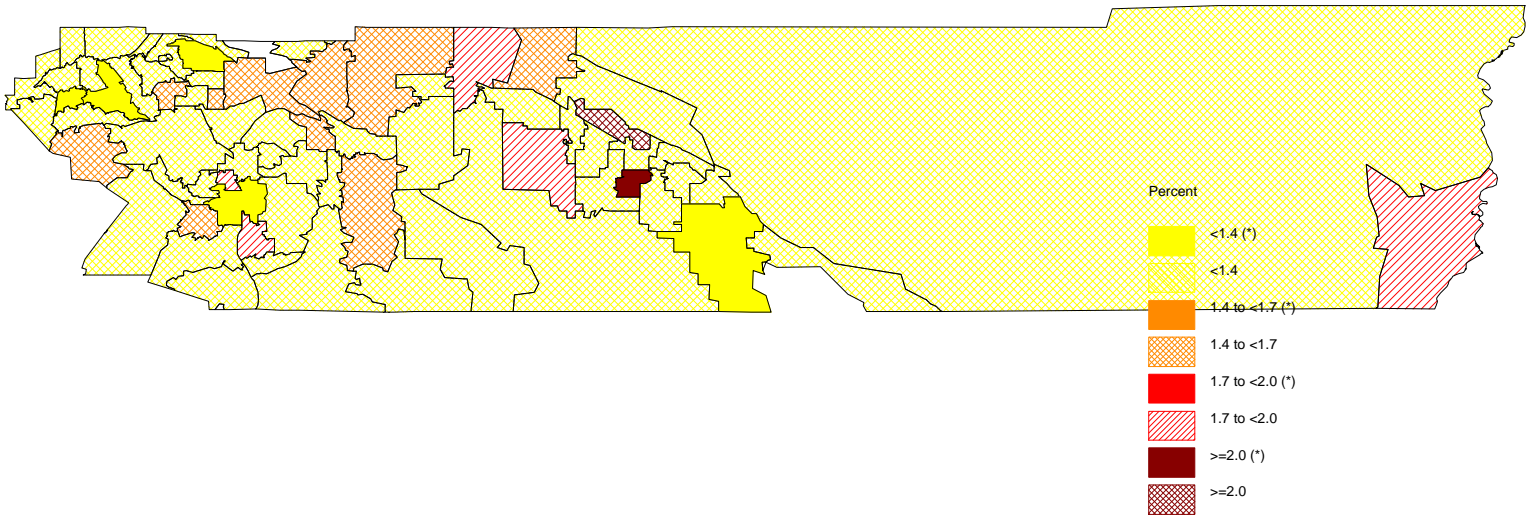 Percent
<1.4 (*)
<1.4
1.4 to <1.7 (*)
1.4 to <1.7
1.7 to <2.0 (*)
1.7 to <2.0
>=2.0 (*)
>=2.0